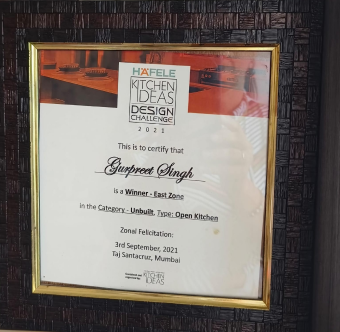 HÄFELE
KITCHEN
IDEAS
DESIGN
CHALLENGE
2021
This is to certify that
Gurpreet Singh
is a Winner - East Zone
in the Category - Unbuilt, Type: Open Kitchen
Zonal Felicitation:
3rd September, 2021
Taj Santacruz, Mumbai
KITCHEN
IDEAS